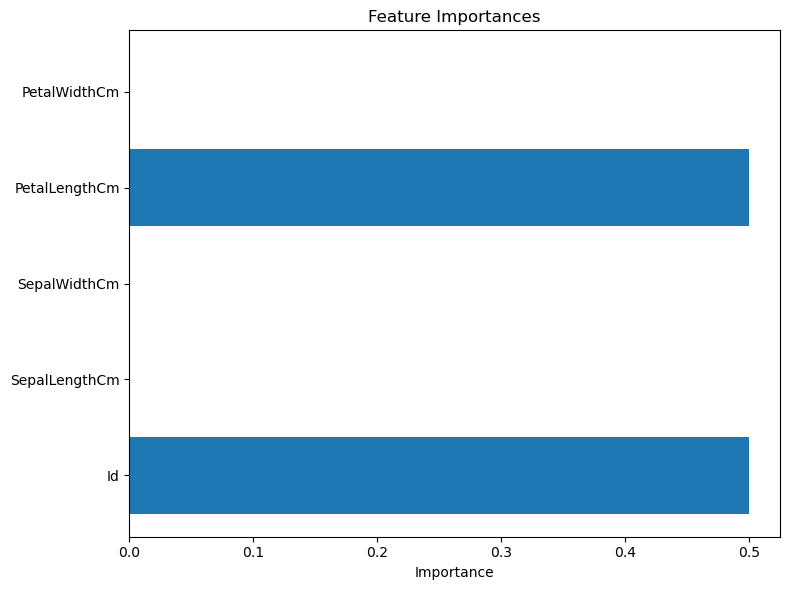 Feature Importances
PetalWidthCm
PetalLengthCm
SepalWidthCm
SepalLengthCm
Id
0.0 0.1 0.2 0.3 0.4 0.5
Importance